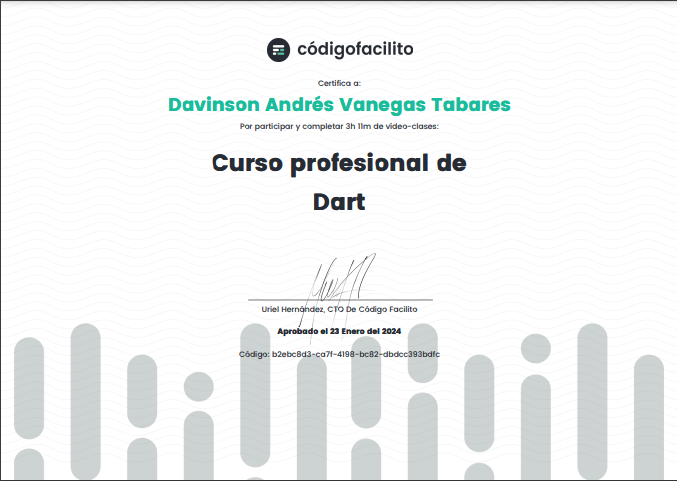 códigofacilito
Certifica a:
Davinson Andrés Vanegas Tabares
Por participar y completar 3h 11m de video-clases:
Curso profesional de
Dart
Uriel Hernández, CTO De Código Facilito
Aprobado el 23 Enero del 2024
Código: b2ebc8d3-ca7f-4198-bc82-dbdcc393bdfc